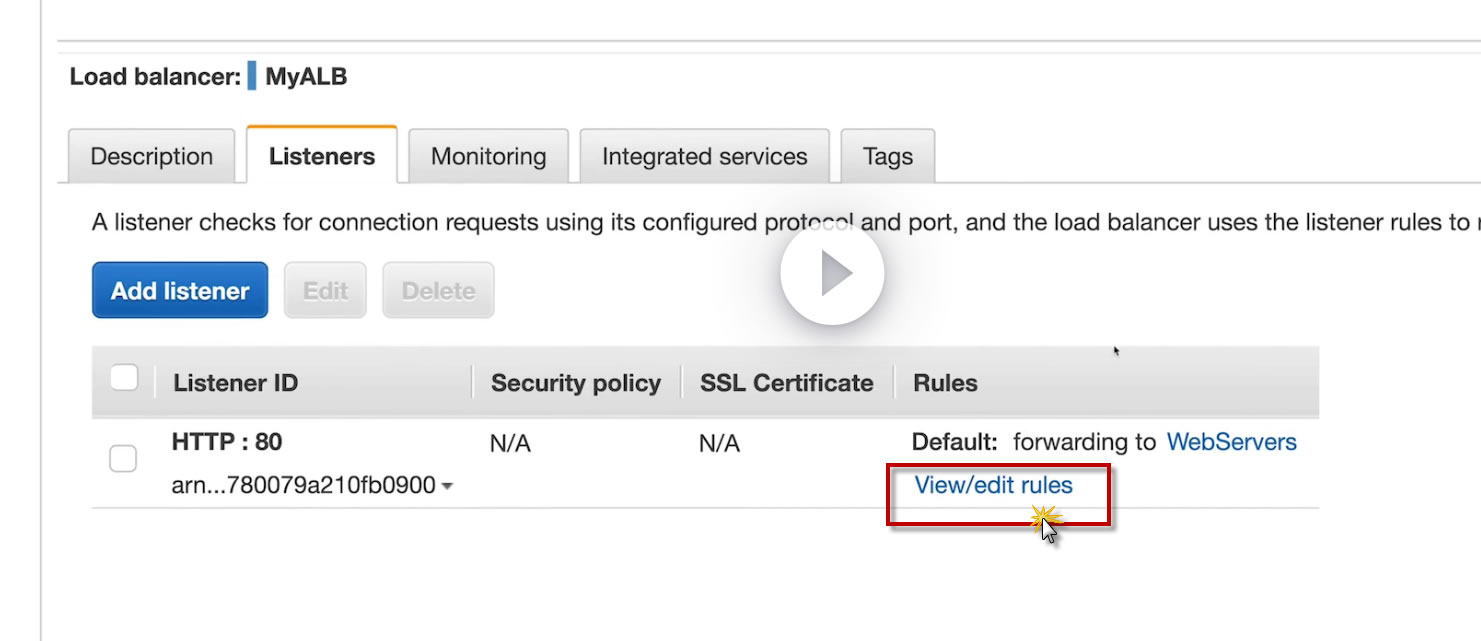 Load balancer: MyALB
Description Listeners Monitoring Integrated services Tags
A listener checks for connection requests using its configured protocol and port, and the load balancer uses the listener rules to
Add listener Edit Delete
Listener ID Security policy SSL Certificate Rules
HTTP : 80 N/A N/A Default: forwarding to WebServers
arn...780079a210fb0900 View/edit rules